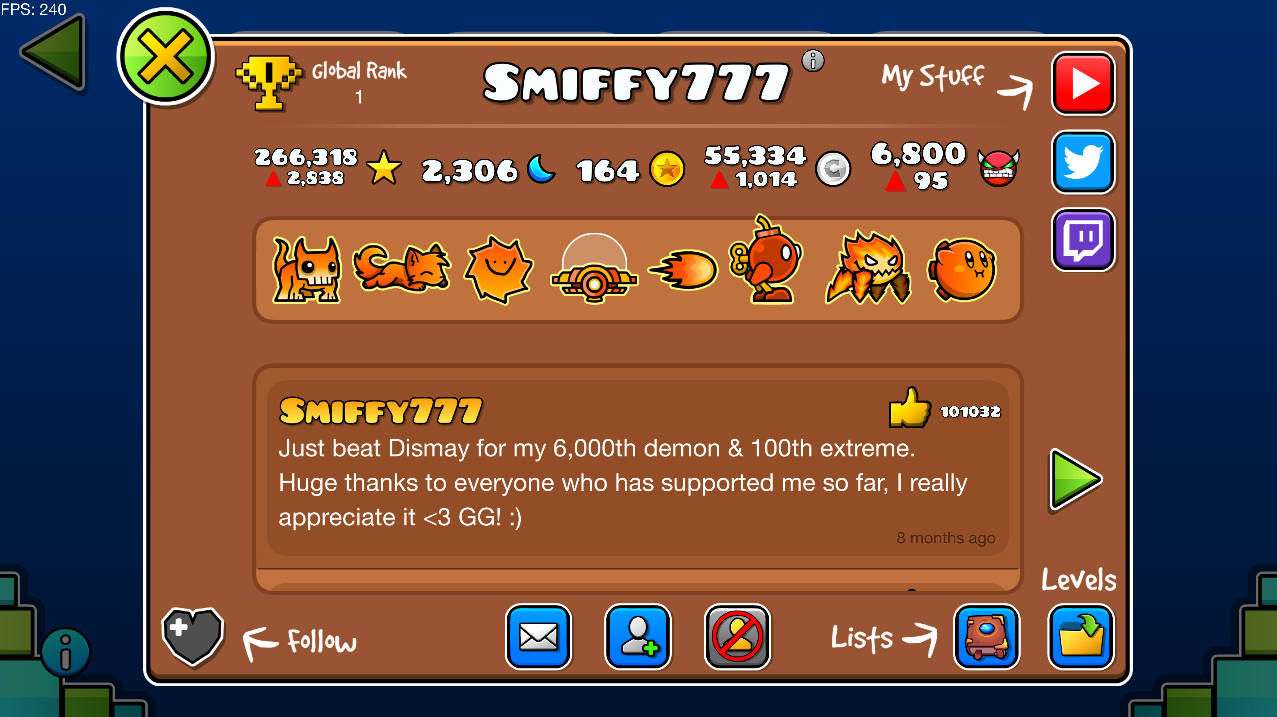 FPS: 240
Global Rank
1
Smiffy777
My Stuff
266,318
2,838
2,306
164
55,334
1,014
6,800
95
Smiffy777
101032
Just beat Dismay for my 6,000th demon & 100th extreme.
Huge thanks to everyone who has supported me so far, I really
appreciate it <3 GG! :)
8 months ago
Levels
Follow
Lists